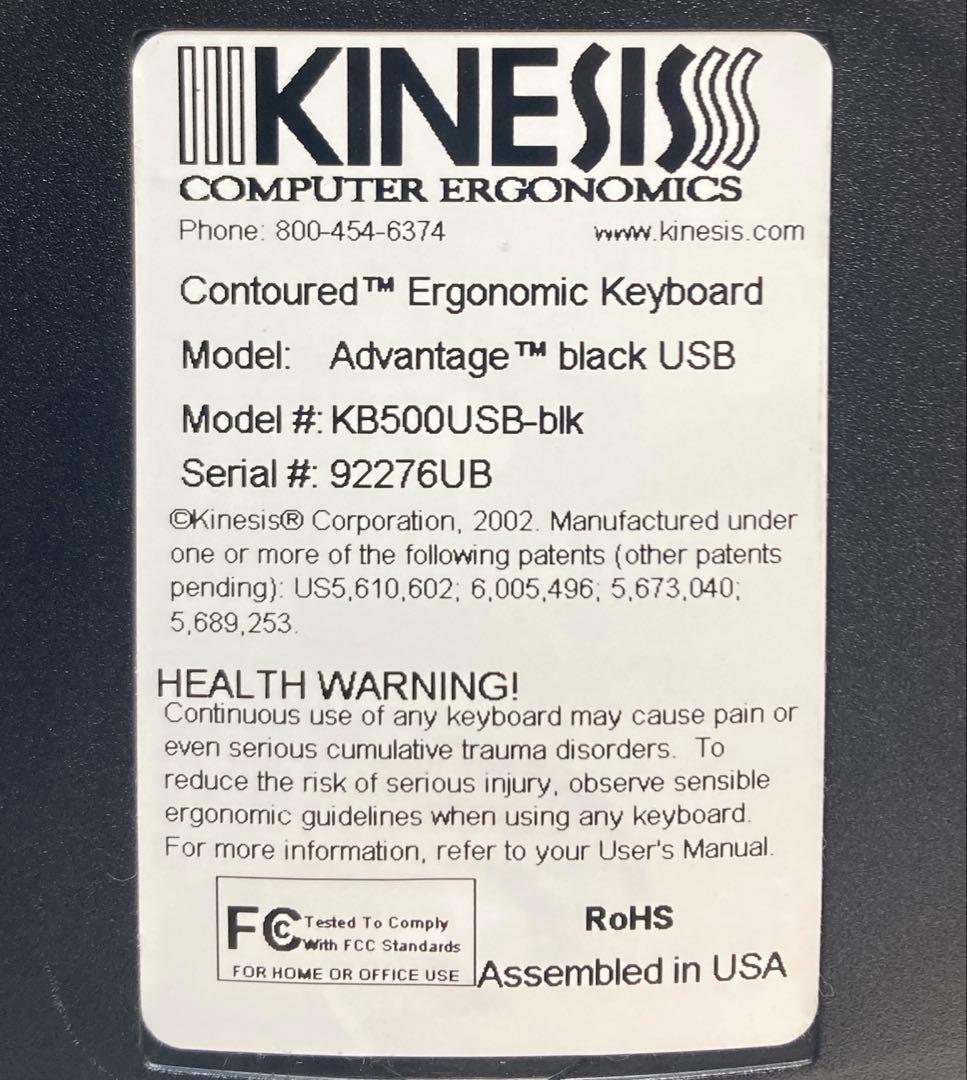 KINESIS
COMPUTER ERGONOMICS
Phone: 800-454-6374 www.kinesis.com
Contoured™ Ergonomic Keyboard
Model: Advantage™ black USB
Model #: KB500USB-blk
Serial #: 92276UB
©Kinesis® Corporation, 2002. Manufactured under
one or more of the following patents (other patents
pending): US5,610,602; 6,005,496; 5,673,040;
5,689,253.
HEALTH WARNING!
Continuous use of any keyboard may cause pain or
even serious cumulative trauma disorders. To
reduce the risk of serious injury, observe sensible
ergonomic guidelines when using any keyboard.
For more information, refer to your User's Manual.
FC Tested To Comply
With FCC Standards
FOR HOME OR OFFICE USE
RoHS
Assembled in USA